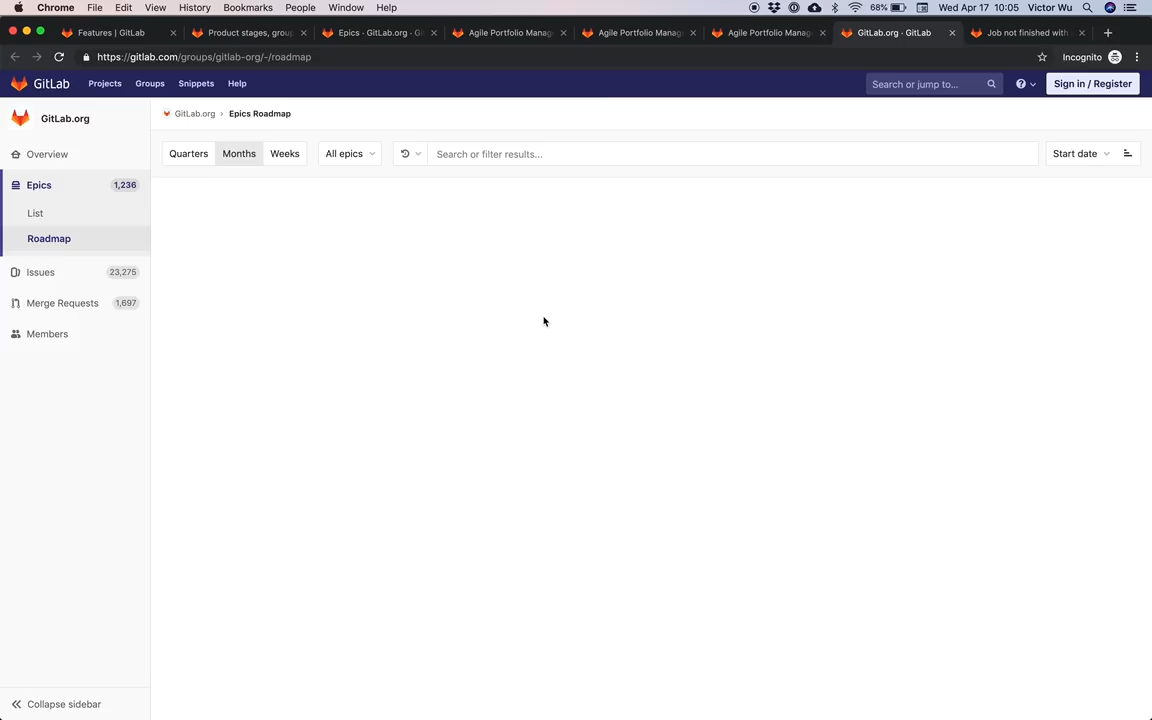 Chrome File Edit View History Bookmarks People Window Help 68% Wed Apr 17 10:05 Victor Wu
Features | GitLab
Product stages, grou
Epics · GitLab.org
Agile Portfolio Manag
Agile Portfolio Manag
Agile Portfolio Manag
GitLab.org · GitLab
Job not finished with
https://gitlab.com/groups/gitlab-org/-/roadmap Incognito
GitLab Projects Groups Snippets Help Search or jump to... Sign in / Register
GitLab.org
GitLab.org › Epics Roadmap
Overview
Quarters Months Weeks All epics Search or filter results... Start date
Epics 1,236
List
Roadmap
Issues 23,275
Merge Requests 1,697
Members
Collapse sidebar